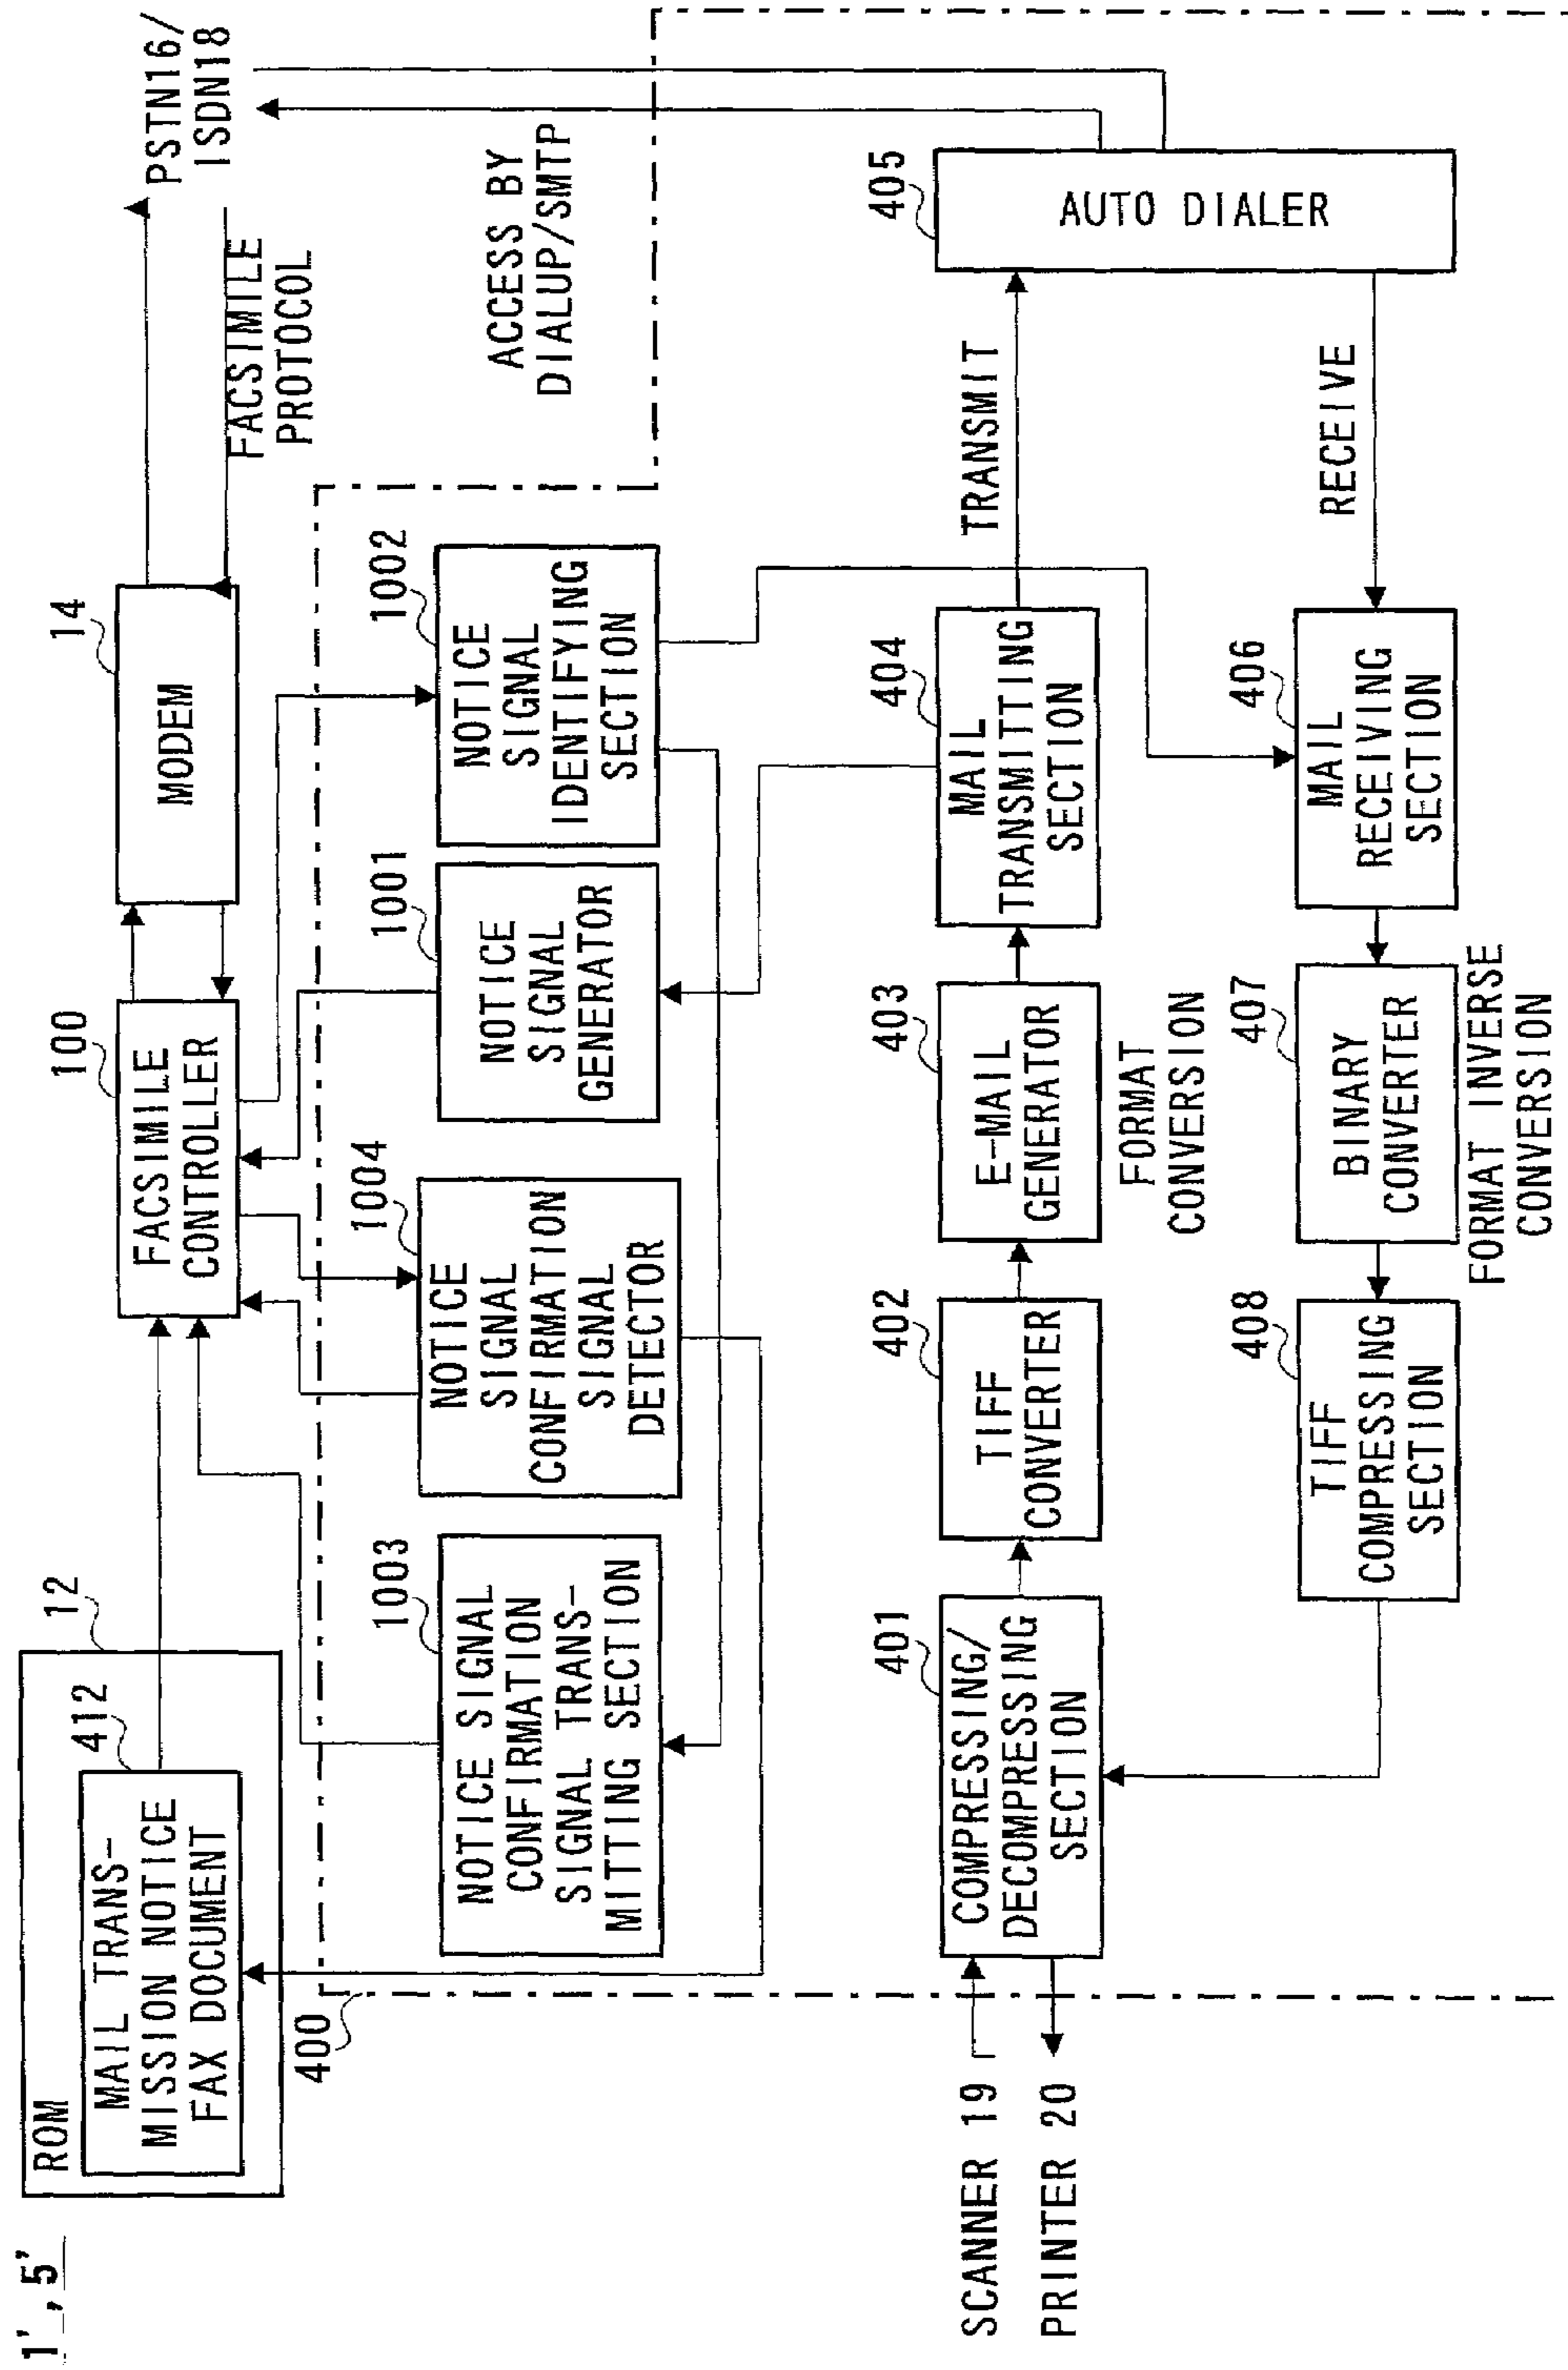 1',5'
ROM
12
412
MAIL TRANS-
MISSION NOTICE
FAX DOCUMENT
100
FACSIMILE
CONTROLLER
14
MODEM
PSTN16/
ISDN18
FACSIMILE
PROTOCOL
400
1003
NOTICE SIGNAL
CONFIRMATION
SIGNAL TRANS-
MITTING SECTION
1004
NOTICE
SIGNAL
CONFIRMATION
SIGNAL
DETECTOR
1001
NOTICE
SIGNAL
GENERATOR
1002
NOTICE
SIGNAL
IDENTIFYING
SECTION
ACCESS BY
DIALUP/SMTP
SCANNER 19
PRINTER 20
401
COMPRESSING/
DECOMPRESSING
SECTION
402
TIFF
CONVERTER
403
E-MAIL
GENERATOR
FORMAT
CONVERSION
404
MAIL
TRANSMITTING
SECTION
TRANSMIT
405
AUTO DIALER
RECEIVE
408
TIFF
COMPRESSING
SECTION
407
BINARY
CONVERTER
FORMAT INVERSE
CONVERSION
406
MAIL
RECEIVING
SECTION